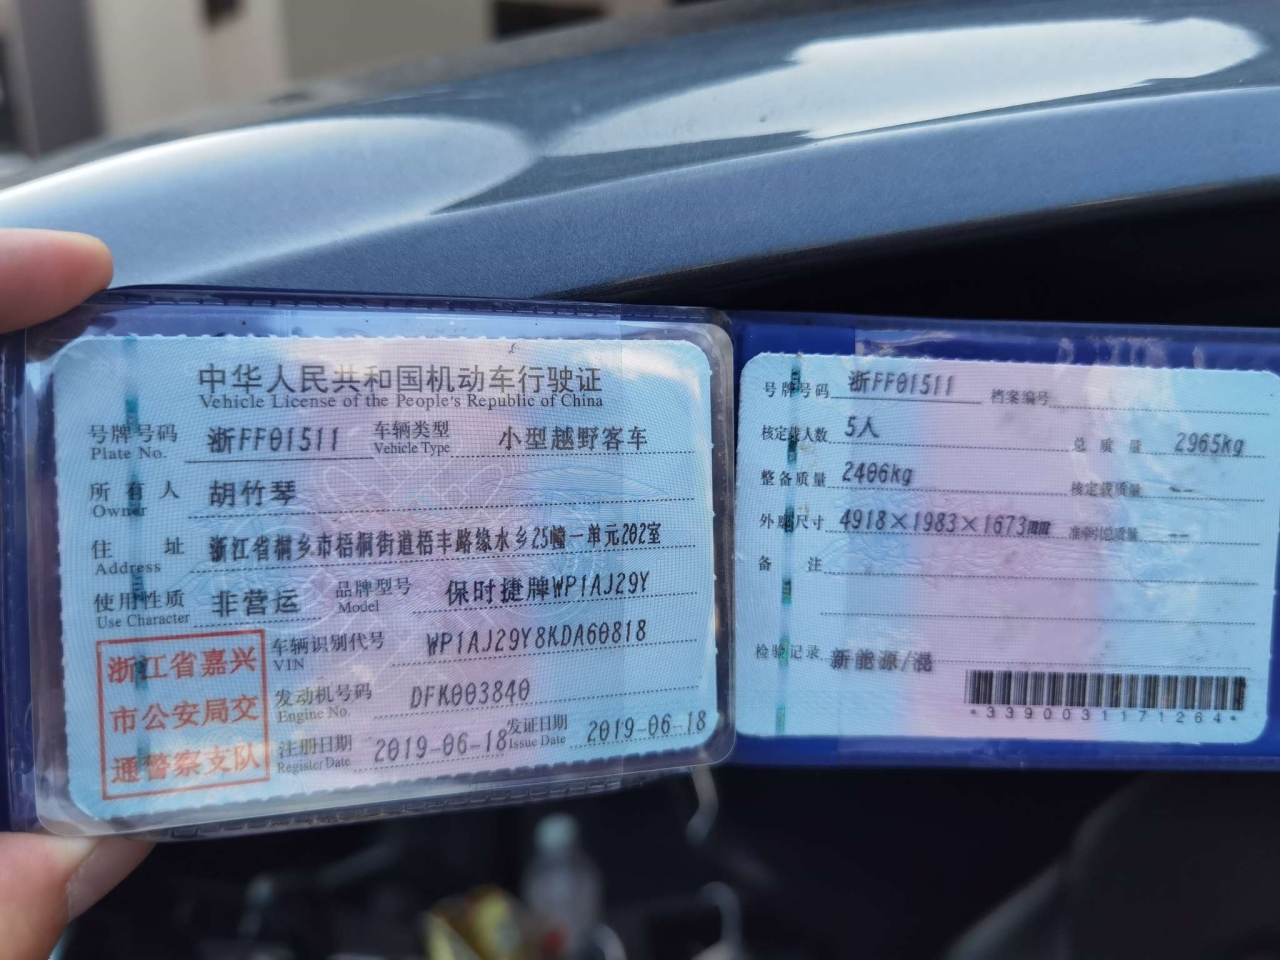 中华人民共和国机动车行驶证
Vehicle License of the People's Republic of China
号牌号码 浙FF01511 车辆类型 小型越野客车
Plate No. Vehicle Type
所有人 胡竹琴
Owner
住址 浙江省桐乡市梧桐街道梧丰路缘水乡25幢一单元202室
Address
使用性质 非营运 品牌型号 保时捷牌WP1AJ29Y
Use Character Model
浙江省嘉兴
市公安局交
通警察支队
车辆识别代号 WP1AJ29Y8KDA60818
VIN
发动机号码 DFK003840
Engine No.
注册日期 2019-06-18 发证日期 2019-06-18
Register Date Issue Date
号牌号码 浙FF01511 档案编号
核定载人数 5人 总质量 2965kg
整备质量 2406kg 核定载质量 --
外廓尺寸 4918×1983×1673mm 准牵引总质量 --
备注
检验记录 新能源/混
*3390031171264*